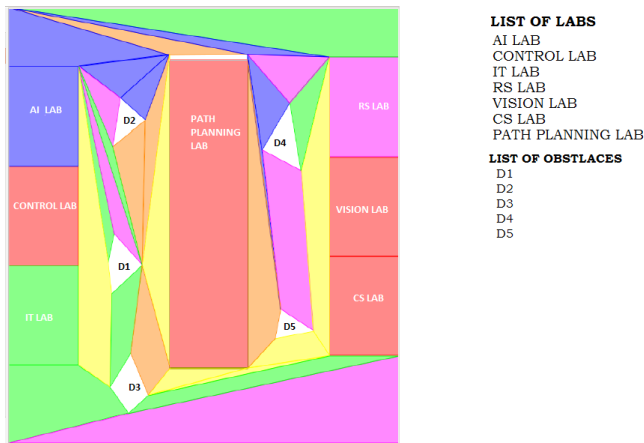 LIST OF LABS
AI LAB
CONTROL LAB
IT LAB
RS LAB
VISION LAB
CS LAB
PATH PLANNING LAB
LIST OF OBSTLACES
D1
D2
D3
D4
D5
AI LAB
D2
PATH
PLANNING
LAB
RS LAB
D4
CONTROL LAB
VISION LAB
D1
IT LAB
CS LAB
D5
D3